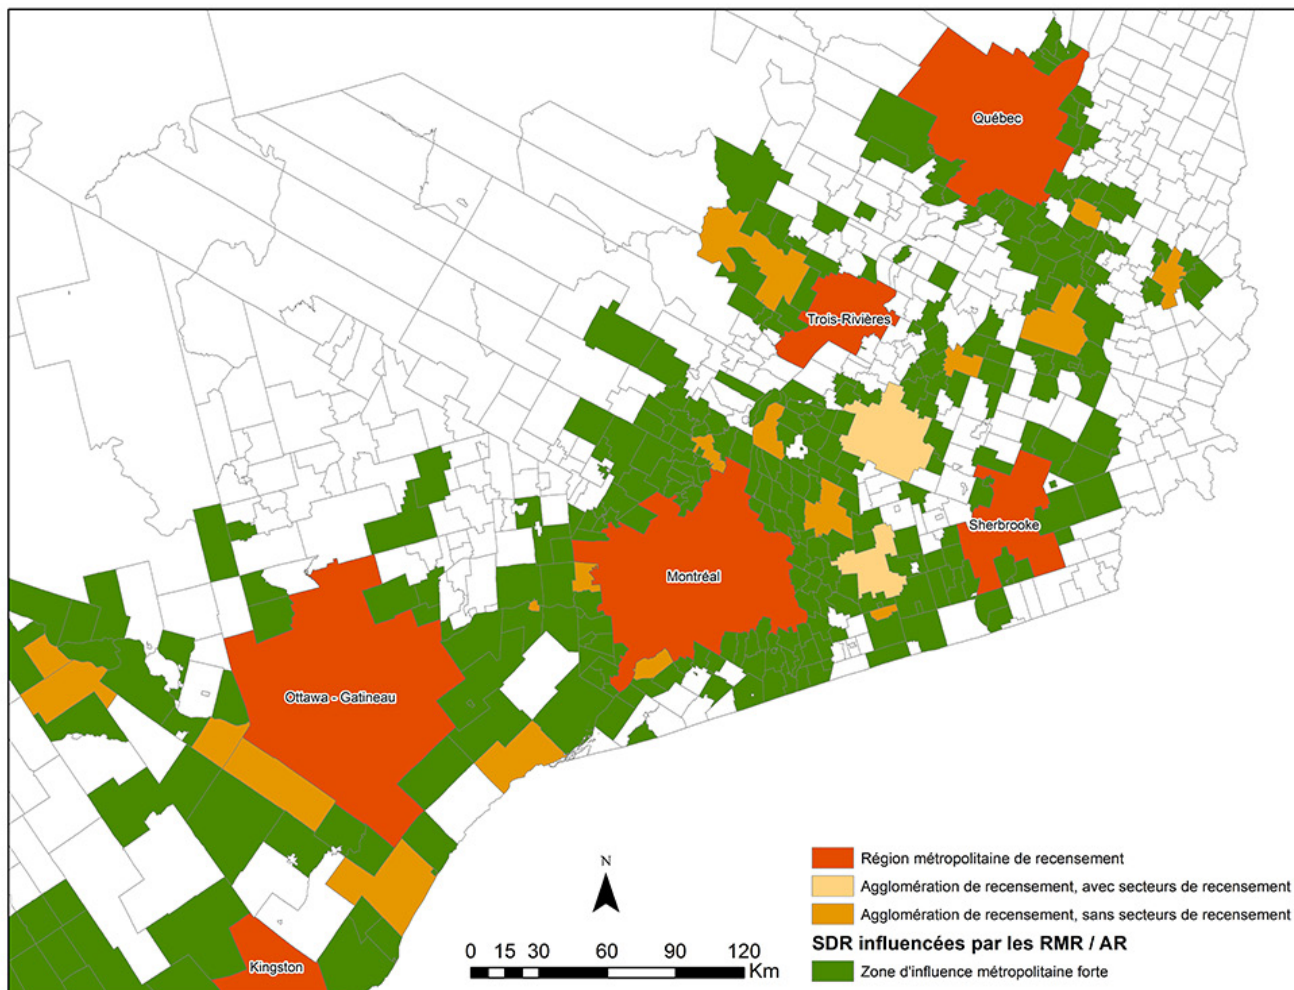 Québec
Trois-Rivières
Sherbrooke
Montréal
Ottawa - Gatineau
Kingston
N
0 15 30 60 90 120
Km
Région métropolitaine de recensement
Agglomération de recensement, avec secteurs de recensement
Agglomération de recensement, sans secteurs de recensement
SDR influencées par les RMR / AR
Zone d'influence métropolitaine forte